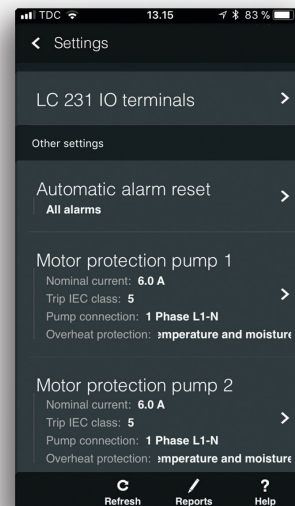 TDC 13.15 83 %
Settings
LC 231 IO terminals
Other settings
Automatic alarm reset
All alarms
Motor protection pump 1
Nominal current: 6.0 A
Trip IEC class: 5
Pump connection: 1 Phase L1-N
Overheat protection: emperature and moisture
Motor protection pump 2
Nominal current: 6.0 A
Trip IEC class: 5
Pump connection: 1 Phase L1-N
Overheat protection: emperature and moisture
Refresh Reports ? Help